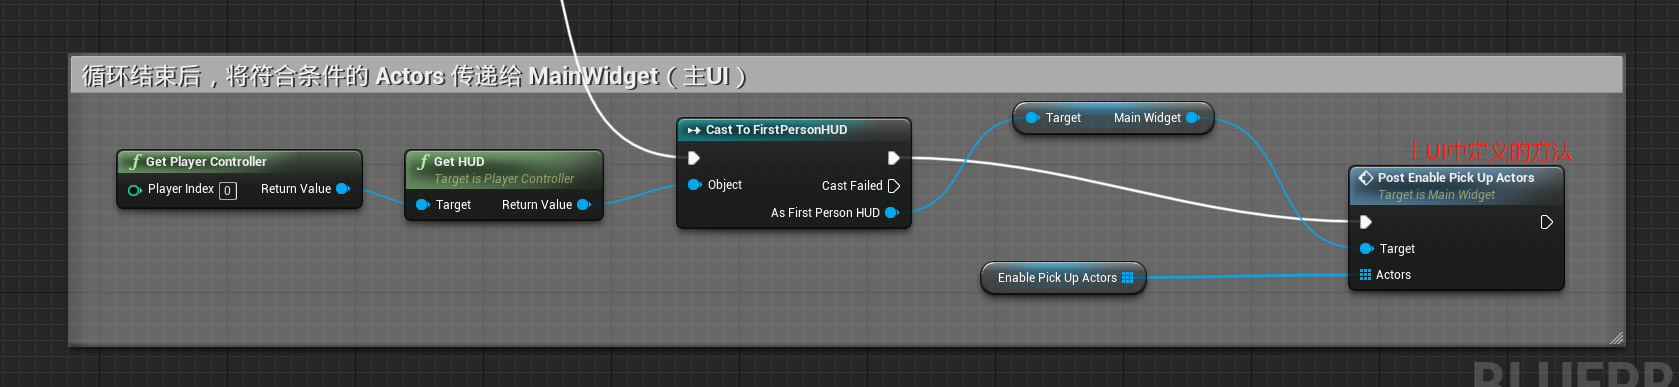 循环结束后，将符合条件的 Actors 传递给 MainWidget（主UI）
Get Player Controller
Player Index 0 Return Value
Get HUD
Target is Player Controller
Target Return Value
Cast To FirstPersonHUD
Object
Cast Failed
As First Person HUD
Target Main Widget
Enable Pick Up Actors
主UI中定义的方法
Post Enable Pick Up Actors
Target is Main Widget
Target
Actors